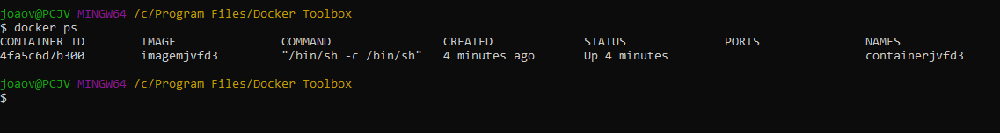 joaov@PCJV MINGW64 /c/Program Files/Docker Toolbox
$ docker ps
CONTAINER ID        IMAGE               COMMAND                CREATED             STATUS              PORTS               NAMES
4fa5c6d7b300        imagemjvfd3         "/bin/sh -c /bin/sh"   4 minutes ago       Up 4 minutes                            containerjvfd3
joaov@PCJV MINGW64 /c/Program Files/Docker Toolbox
$